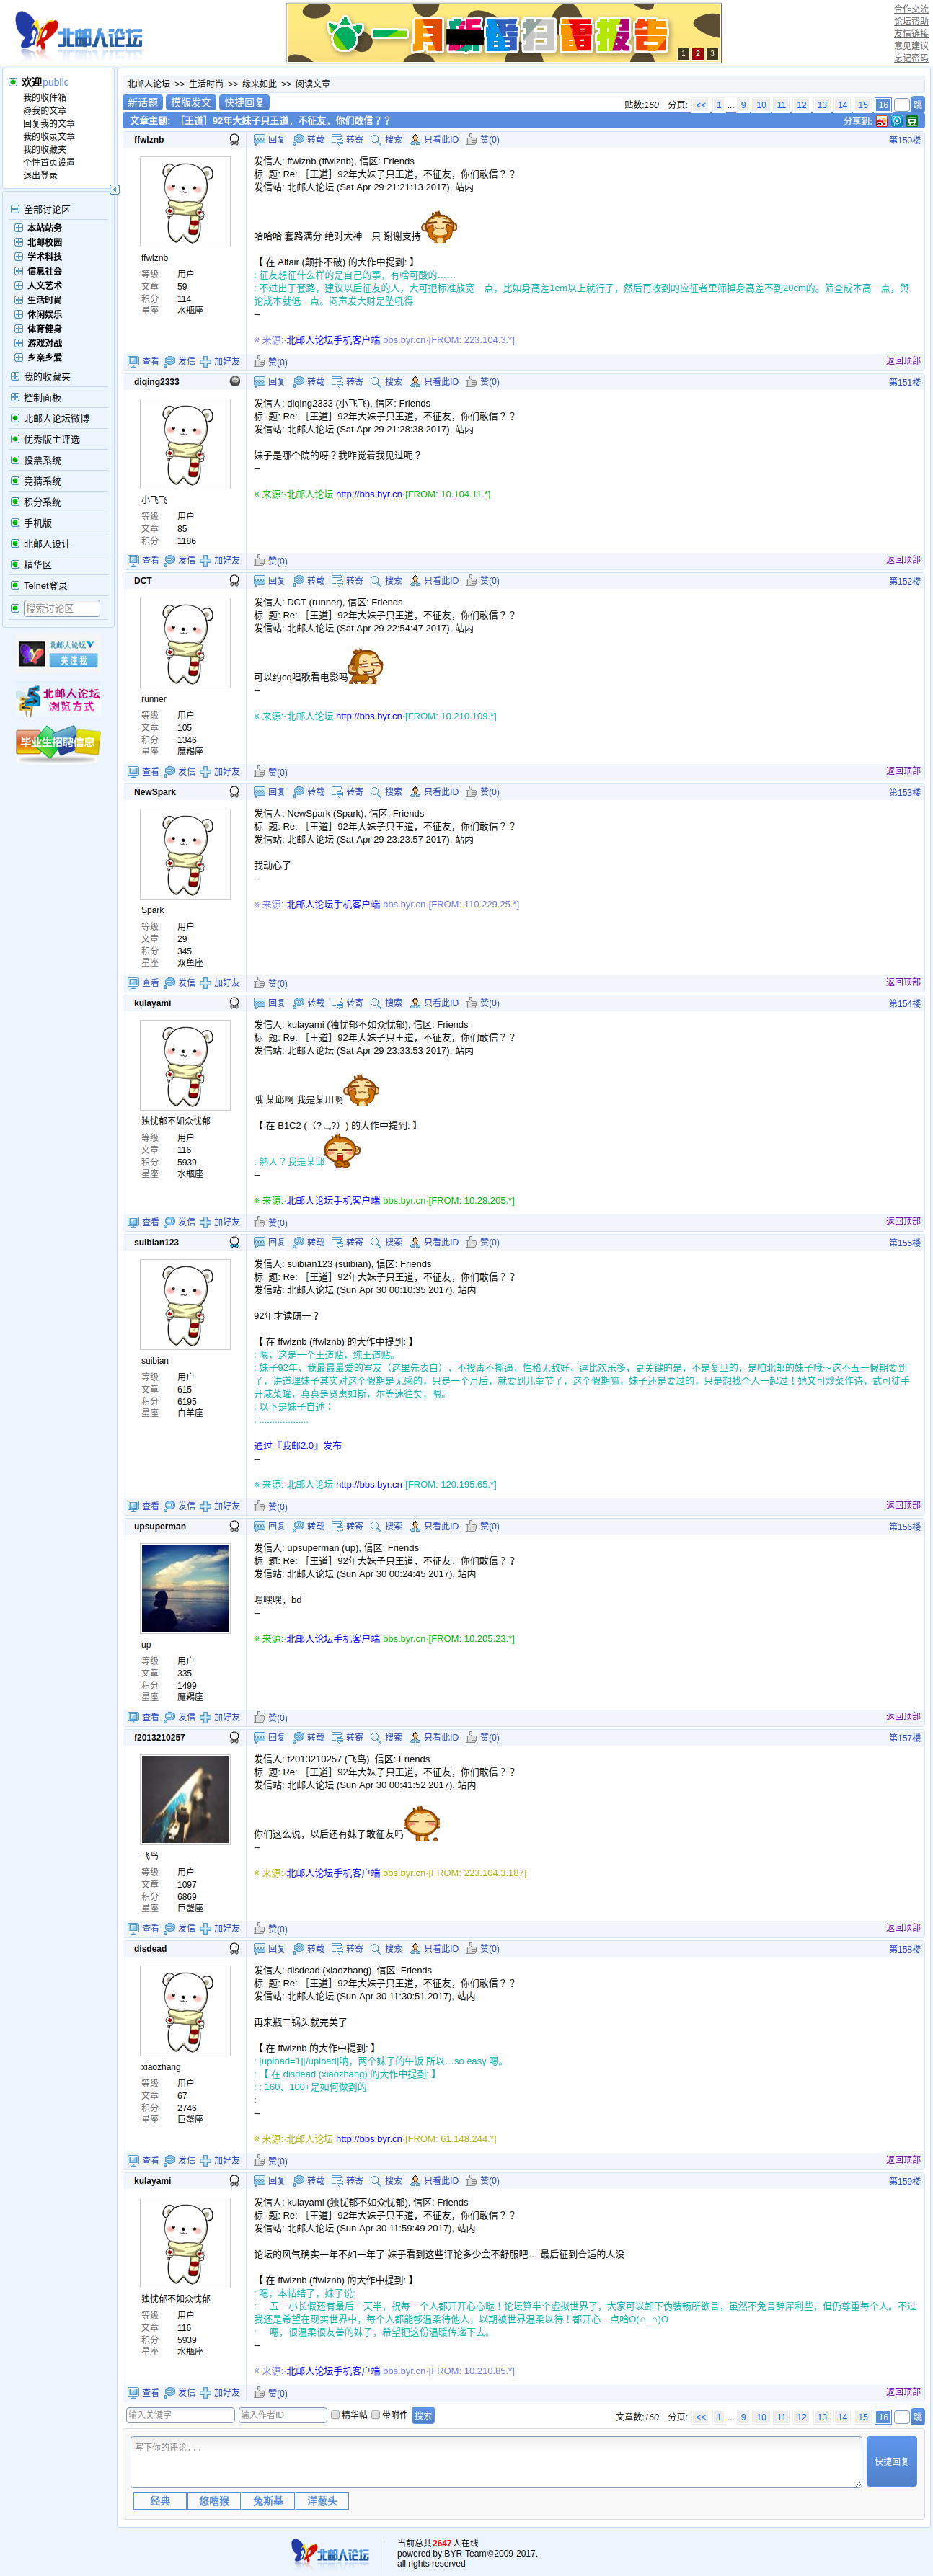 北邮人论坛
一月 番扫雷报告
1 2 3
合作交流
论坛帮助
友情链接
意见建议
忘记密码
欢迎public
我的收件箱
@我的文章
回复我的文章
我的收录文章
我的收藏夹
个性首页设置
退出登录
全部讨论区
本站站务
北邮校园
学术科技
信息社会
人文艺术
生活时尚
休闲娱乐
体育健身
游戏对战
乡亲乡爱
我的收藏夹
控制面板
北邮人论坛微博
优秀版主评选
投票系统
竞猜系统
积分系统
手机版
北邮人设计
精华区
Telnet登录
搜索讨论区
北邮人论坛
关注我
北邮人论坛
浏览方式
毕业生招聘信息
北邮人论坛 >> 生活时尚 >> 缘来如此 >> 阅读文章
新话题 模版发文 快捷回复
贴数:160 分页: << 1 ... 9 10 11 12 13 14 15 16 跳
文章主题: ［王道］92年大妹子只王道，不征友，你们敢信？ ？
分享到:
ffwlznb 回复 转载 转寄 搜索 只看此ID 赞(0) 第150楼
ffwlznb
等级 用户
文章 59
积分 114
星座 水瓶座
发信人: ffwlznb (ffwlznb), 信区: Friends
标 题: Re: ［王道］92年大妹子只王道，不征友，你们敢信？ ？
发信站: 北邮人论坛 (Sat Apr 29 21:21:13 2017), 站内
哈哈哈 套路满分 绝对大神一只 谢谢支持
【 在 Altair (颠扑不破) 的大作中提到: 】
: 征友想征什么样的是自己的事，有啥可酸的……
: 不过出于套路，建议以后征友的人，大可把标准放宽一点，比如身高差1cm以上就行了，然后再收到的应征者里筛掉身高差不到20cm的。筛查成本高一点，舆
论成本就低一点。闷声发大财是坠吼得
--
※ 来源:·北邮人论坛手机客户端 bbs.byr.cn·[FROM: 223.104.3.*]
查看 发信 加好友 赞(0) 返回顶部
diqing2333 回复 转载 转寄 搜索 只看此ID 赞(0) 第151楼
小飞飞
等级 用户
文章 85
积分 1186
发信人: diqing2333 (小飞飞), 信区: Friends
标 题: Re: ［王道］92年大妹子只王道，不征友，你们敢信？ ？
发信站: 北邮人论坛 (Sat Apr 29 21:28:38 2017), 站内
妹子是哪个院的呀？我咋觉着我见过呢？
--
※ 来源:·北邮人论坛 http://bbs.byr.cn·[FROM: 10.104.11.*]
查看 发信 加好友 赞(0) 返回顶部
DCT 回复 转载 转寄 搜索 只看此ID 赞(0) 第152楼
runner
等级 用户
文章 105
积分 1346
星座 魔羯座
发信人: DCT (runner), 信区: Friends
标 题: Re: ［王道］92年大妹子只王道，不征友，你们敢信？ ？
发信站: 北邮人论坛 (Sat Apr 29 22:54:47 2017), 站内
可以约cq唱歌看电影吗
--
※ 来源:·北邮人论坛 http://bbs.byr.cn·[FROM: 10.210.109.*]
查看 发信 加好友 赞(0) 返回顶部
NewSpark 回复 转载 转寄 搜索 只看此ID 赞(0) 第153楼
Spark
等级 用户
文章 29
积分 345
星座 双鱼座
发信人: NewSpark (Spark), 信区: Friends
标 题: Re: ［王道］92年大妹子只王道，不征友，你们敢信？ ？
发信站: 北邮人论坛 (Sat Apr 29 23:23:57 2017), 站内
我动心了
--
※ 来源:·北邮人论坛手机客户端 bbs.byr.cn·[FROM: 110.229.25.*]
查看 发信 加好友 赞(0) 返回顶部
kulayami 回复 转载 转寄 搜索 只看此ID 赞(0) 第154楼
独忧郁不如众忧郁
等级 用户
文章 116
积分 5939
星座 水瓶座
发信人: kulayami (独忧郁不如众忧郁), 信区: Friends
标 题: Re: ［王道］92年大妹子只王道，不征友，你们敢信？ ？
发信站: 北邮人论坛 (Sat Apr 29 23:33:53 2017), 站内
哦 某邱啊 我是某川啊
【 在 B1C2 (（? ﹃?）) 的大作中提到: 】
: 熟人？我是某邱
--
※ 来源:·北邮人论坛手机客户端 bbs.byr.cn·[FROM: 10.28.205.*]
查看 发信 加好友 赞(0) 返回顶部
suibian123 回复 转载 转寄 搜索 只看此ID 赞(0) 第155楼
suibian
等级 用户
文章 615
积分 6195
星座 白羊座
发信人: suibian123 (suibian), 信区: Friends
标 题: Re: ［王道］92年大妹子只王道，不征友，你们敢信？ ？
发信站: 北邮人论坛 (Sun Apr 30 00:10:35 2017), 站内
92年才读研一？
【 在 ffwlznb (ffwlznb) 的大作中提到: 】
: 嗯，这是一个王道贴，纯王道贴。
: 妹子92年，我最最最爱的室友（这里先表白），不投毒不撕逼，性格无敌好，逗比欢乐多，更关键的是，不是复旦的，是咱北邮的妹子哦～这不五一假期要到
了，讲道理妹子其实对这个假期是无感的，只是一个月后，就要到儿童节了，这个假期嘛，妹子还是要过的，只是想找个人一起过！她文可炒菜作诗，武可徒手
开咸菜罐，真真是贤惠如斯，尔等速往矣，嗯。
: 以下是妹子自述：
: ...................
通过『我邮2.0』发布
--
※ 来源:·北邮人论坛 http://bbs.byr.cn·[FROM: 120.195.65.*]
查看 发信 加好友 赞(0) 返回顶部
upsuperman 回复 转载 转寄 搜索 只看此ID 赞(0) 第156楼
up
等级 用户
文章 335
积分 1499
星座 魔羯座
发信人: upsuperman (up), 信区: Friends
标 题: Re: ［王道］92年大妹子只王道，不征友，你们敢信？ ？
发信站: 北邮人论坛 (Sun Apr 30 00:24:45 2017), 站内
嘿嘿嘿，bd
--
※ 来源:·北邮人论坛手机客户端 bbs.byr.cn·[FROM: 10.205.23.*]
查看 发信 加好友 赞(0) 返回顶部
f2013210257 回复 转载 转寄 搜索 只看此ID 赞(0) 第157楼
飞鸟
等级 用户
文章 1097
积分 6869
星座 巨蟹座
发信人: f2013210257 (飞鸟), 信区: Friends
标 题: Re: ［王道］92年大妹子只王道，不征友，你们敢信？ ？
发信站: 北邮人论坛 (Sun Apr 30 00:41:52 2017), 站内
你们这么说，以后还有妹子敢征友吗
--
※ 来源:·北邮人论坛手机客户端 bbs.byr.cn·[FROM: 223.104.3.187]
查看 发信 加好友 赞(0) 返回顶部
disdead 回复 转载 转寄 搜索 只看此ID 赞(0) 第158楼
xiaozhang
等级 用户
文章 67
积分 2746
星座 巨蟹座
发信人: disdead (xiaozhang), 信区: Friends
标 题: Re: ［王道］92年大妹子只王道，不征友，你们敢信？ ？
发信站: 北邮人论坛 (Sun Apr 30 11:30:51 2017), 站内
再来瓶二锅头就完美了
【 在 ffwlznb 的大作中提到: 】
: [upload=1][/upload]呐，两个妹子的午饭 所以…so easy 嗯。
: 【 在 disdead (xiaozhang) 的大作中提到: 】
: : 160、100+是如何做到的
:
--
※ 来源:·北邮人论坛 http://bbs.byr.cn·[FROM: 61.148.244.*]
查看 发信 加好友 赞(0) 返回顶部
kulayami 回复 转载 转寄 搜索 只看此ID 赞(0) 第159楼
独忧郁不如众忧郁
等级 用户
文章 116
积分 5939
星座 水瓶座
发信人: kulayami (独忧郁不如众忧郁), 信区: Friends
标 题: Re: ［王道］92年大妹子只王道，不征友，你们敢信？ ？
发信站: 北邮人论坛 (Sun Apr 30 11:59:49 2017), 站内
论坛的风气确实一年不如一年了 妹子看到这些评论多少会不舒服吧… 最后征到合适的人没
【 在 ffwlznb (ffwlznb) 的大作中提到: 】
: 嗯，本帖结了，妹子说:
: 五一小长假还有最后一天半，祝每一个人都开开心心哒！论坛算半个虚拟世界了，大家可以卸下伪装畅所欲言，虽然不免言辞犀利些，但仍尊重每个人。不过
我还是希望在现实世界中，每个人都能够温柔待他人，以期被世界温柔以待！都开心一点哈O(∩_∩)O
: 嗯，很温柔很友善的妹子，希望把这份温暖传递下去。
--
※ 来源:·北邮人论坛手机客户端 bbs.byr.cn·[FROM: 10.210.85.*]
查看 发信 加好友 赞(0) 返回顶部
输入关键字 输入作者ID 精华帖 带附件 搜索
文章数:160 分页: << 1 ... 9 10 11 12 13 14 15 16 跳
写下你的评论...
快捷回复
经典 悠嘻猴 兔斯基 洋葱头
北邮人论坛
当前总共2647人在线
powered by BYR-Team©2009-2017.
all rights reserved